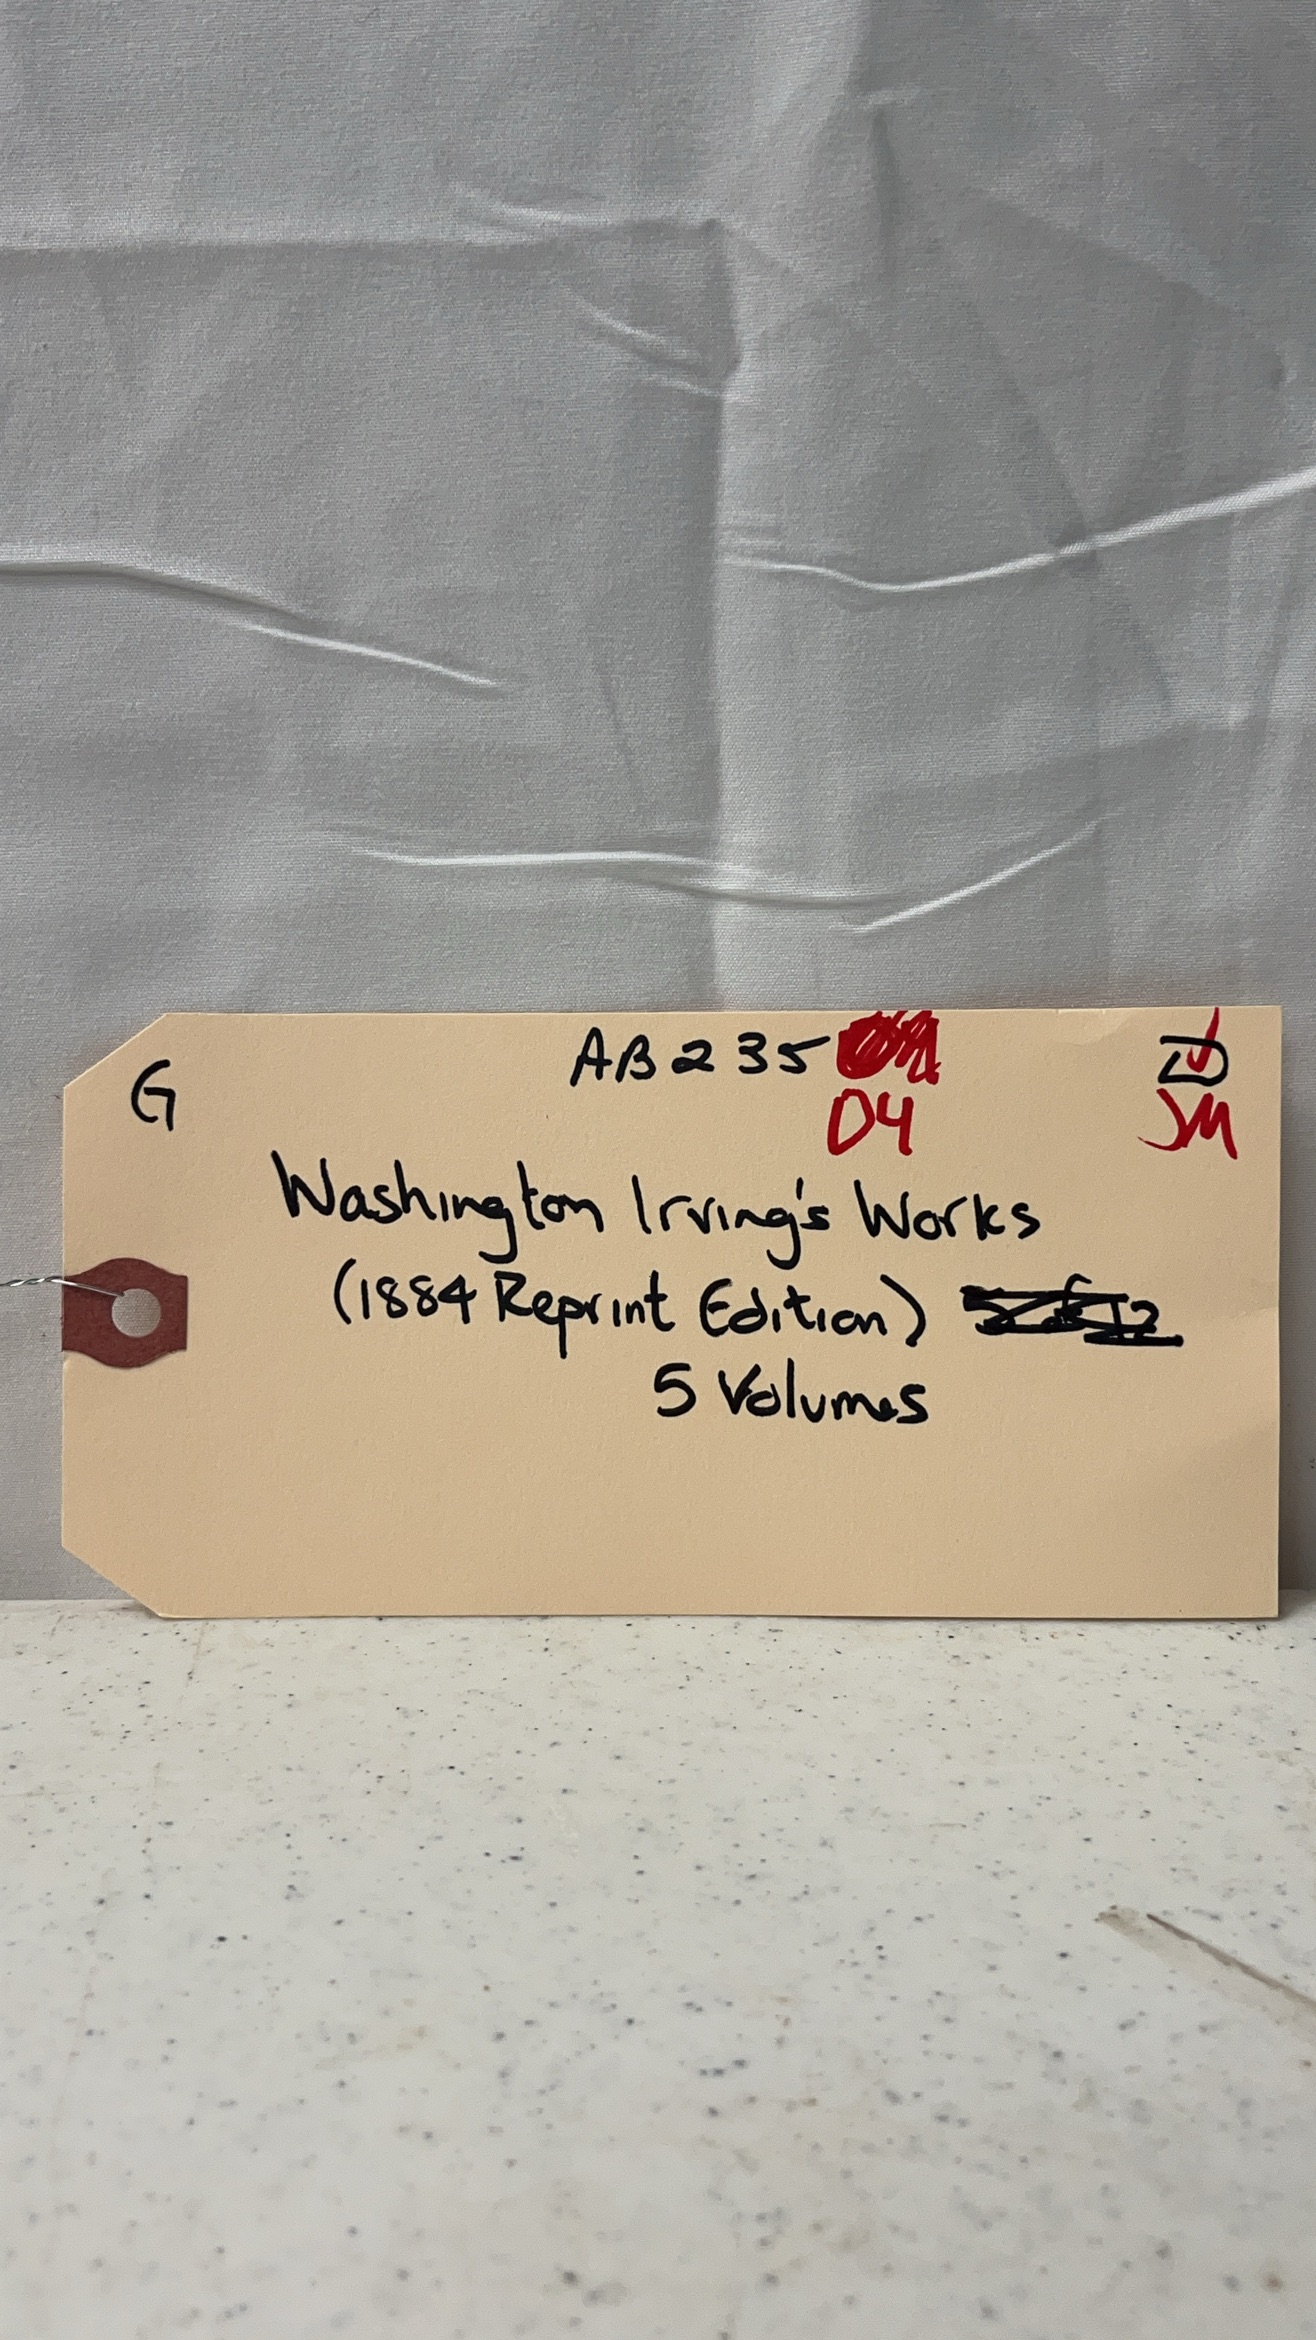 G
AB235
D4
JM
Washington Irving's Works
(1884 Reprint Edition)
5 Volumes